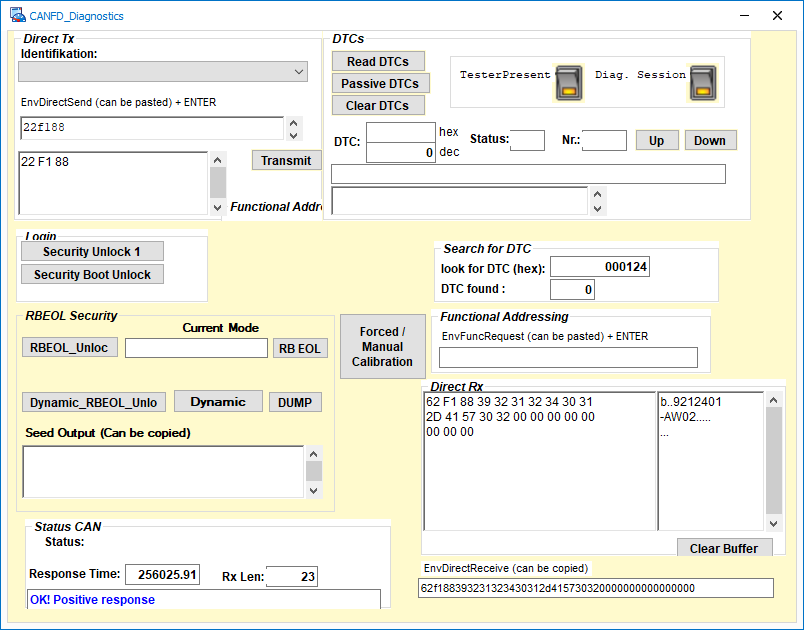 CANFD_Diagnostics
Direct Tx
Identifikation:
EnvDirectSend (can be pasted) + ENTER
22f188
22 F1 88
Transmit
Functional Addr
DTCs
Read DTCs
Passive DTCs
Clear DTCs
TesterPresent
Diag. Session
DTC:
hex
0
dec
Status:
Nr.:
Up
Down
Login
Security Unlock 1
Security Boot Unlock
Search for DTC
look for DTC (hex):
000124
DTC found :
0
RBEOL Security
Current Mode
RBEOL_Unloc
RB EOL
Dynamic_RBEOL_Unlo
Dynamic
DUMP
Seed Output (Can be copied)
Forced /
Manual
Calibration
Functional Addressing
EnvFuncRequest (can be pasted) + ENTER
Direct Rx
62 F1 88 39 32 31 32 34 30 31
2D 41 57 30 32 00 00 00 00 00
00 00 00
b..9212401
-AW02.....
...
Clear Buffer
EnvDirectReceive (can be copied)
62f188393231323430312d41573032000000000000000000
Status CAN
Status:
Response Time:
256025.91
Rx Len:
23
OK! Positive response